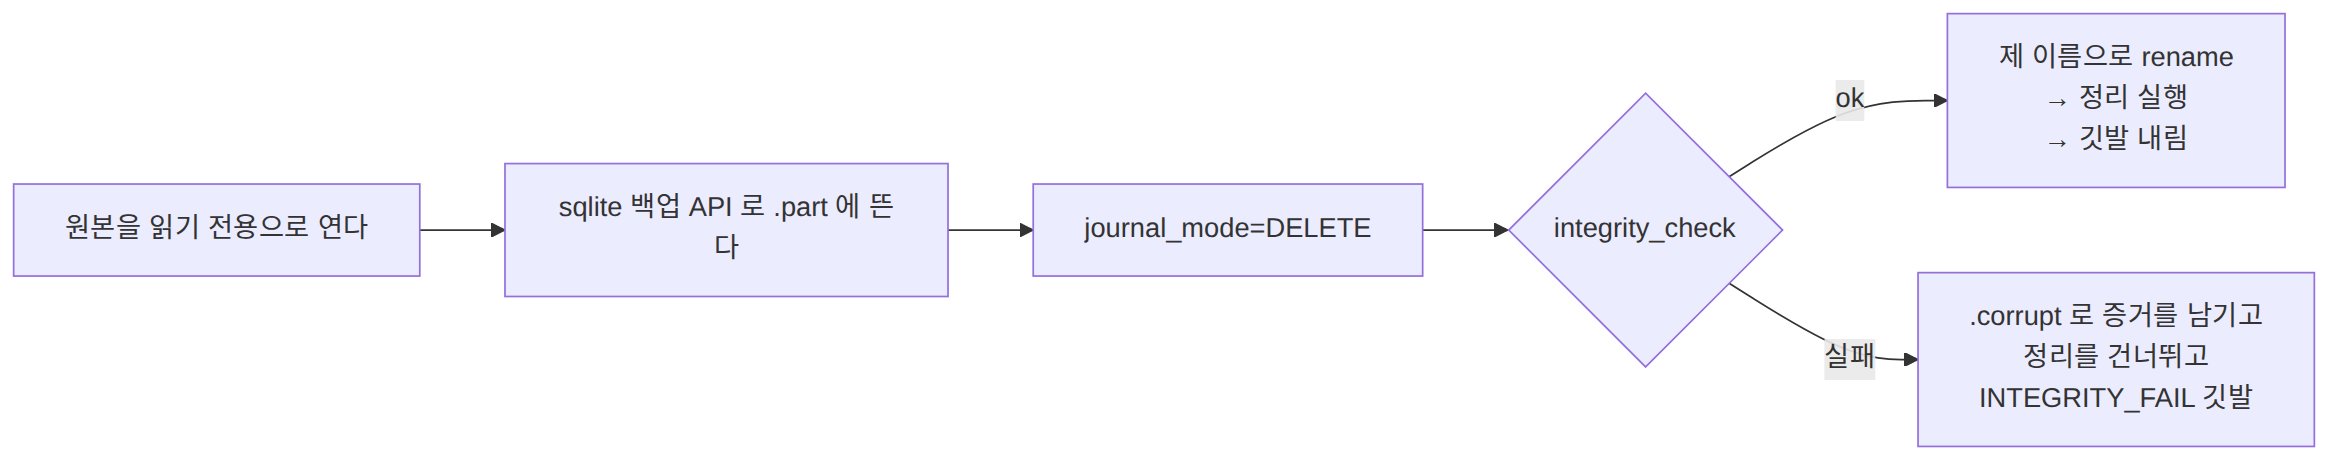 원본을 읽기 전용으로 연다
sqlite 백업 API 로 .part 에 뜬
다
journal_mode=DELETE
integrity_check
ok
제 이름으로 rename
→ 정리 실행
→ 깃발 내림
실패
.corrupt 로 증거를 남기고
정리를 건너뛰고
INTEGRITY_FAIL 깃발